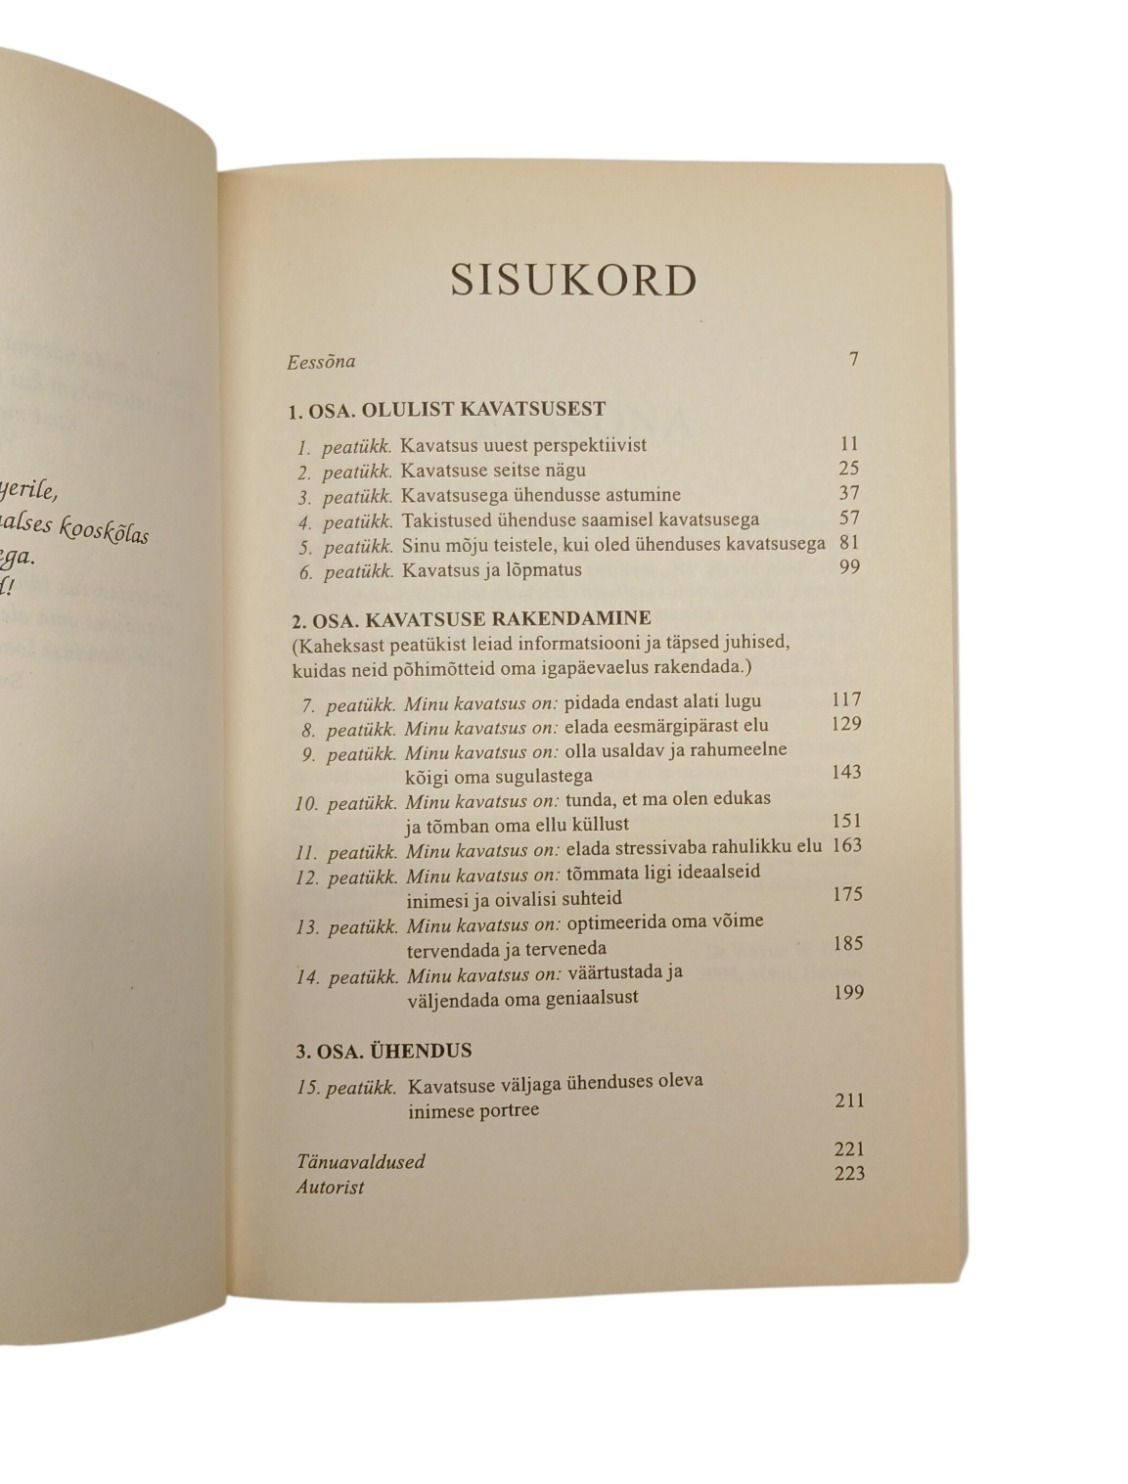 yerile,
alses kooskõlas
ega.
d!
SISUKORD
Eessõna 7
1. OSA. OLULIST KAVATSUSEST
1. peatükk. Kavatsus uuest perspektiivist 11
2. peatükk. Kavatsuse seitse nägu 25
3. peatükk. Kavatsusega ühendusse astumine 37
4. peatükk. Takistused ühenduse saamisel kavatsusega 57
5. peatükk. Sinu mõju teistele, kui oled ühenduses kavatsusega 81
6. peatükk. Kavatsus ja lõpmatus 99
2. OSA. KAVATSUSE RAKENDAMINE
(Kaheksast peatükist leiad informatsiooni ja täpsed juhised,
kuidas neid põhimõtteid oma igapäevaelus rakendada.)
7. peatükk. Minu kavatsus on: pidada endast alati lugu 117
8. peatükk. Minu kavatsus on: elada eesmärgipärast elu 129
9. peatükk. Minu kavatsus on: olla usaldav ja rahumeelne
kõigi oma sugulastega 143
10. peatükk. Minu kavatsus on: tunda, et ma olen edukas
ja tõmban oma ellu küllust 151
11. peatükk. Minu kavatsus on: elada stressivaba rahulikku elu 163
12. peatükk. Minu kavatsus on: tõmmata ligi ideaalseid
inimesi ja oivalisi suhteid 175
13. peatükk. Minu kavatsus on: optimeerida oma võime
tervendada ja terveneda 185
14. peatükk. Minu kavatsus on: väärtustada ja
väljendada oma geniaalsust 199
3. OSA. ÜHENDUS
15. peatükk. Kavatsuse väljaga ühenduses oleva
inimese portree 211
Tänuavaldused 221
Autorist 223